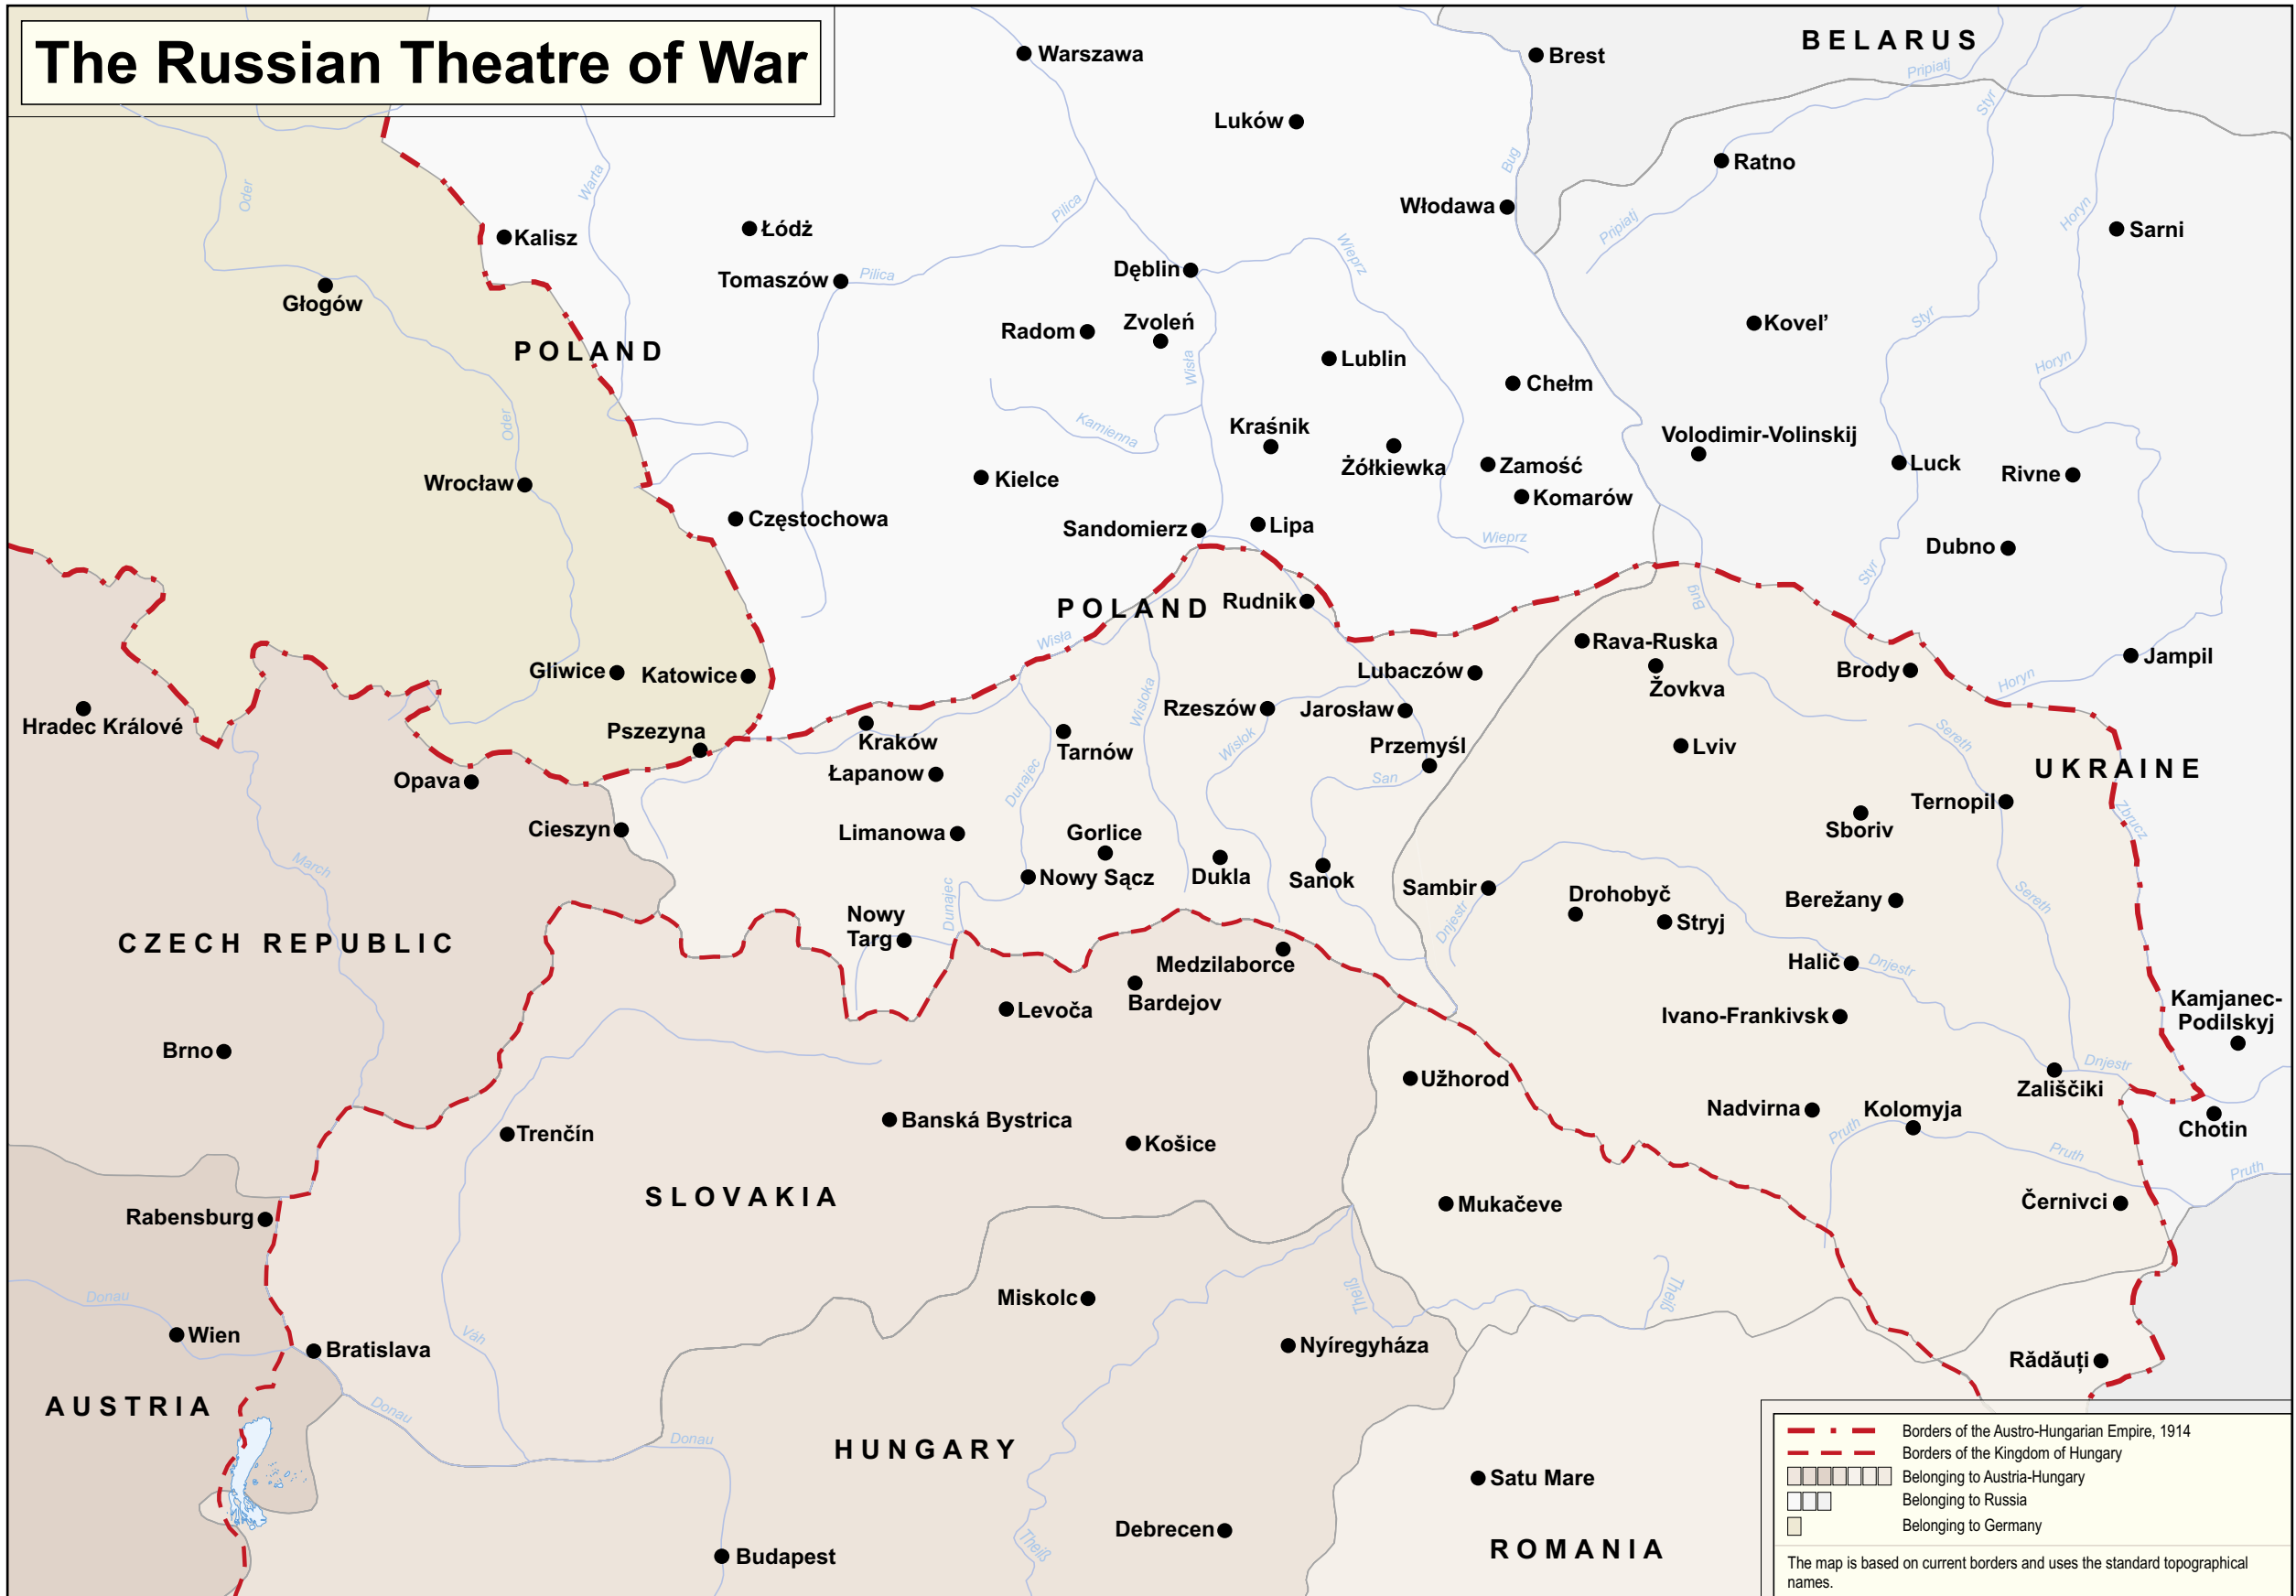 The Russian Theatre of War
BELARUS
Warszawa
Brest
Pripiatj
Styr
Luków
Bug
Ratno
Warta
Oder
Włodawa
Pilica
Pripiatj
Horyn
Sarni
Kalisz
Łódż
Wieprz
Tomaszów
Pilica
Dęblin
Głogów
Radom
Zvoleń
Kovel’
Styr
POLAND
Wisła
Lublin
Horyn
Chełm
Oder
Kamienna
Kraśnik
Volodimir-Volinskij
Żółkiewka
Zamość
Luck
Rivne
Wrocław
Kielce
Komarów
Częstochowa
Sandomierz
Lipa
Wieprz
Dubno
Styr
Bug
POLAND
Rudnik
Wisła
Rava-Ruska
Jampil
Gliwice
Katowice
Lubaczów
Žovkva
Brody
Horyn
Wisloka
Rzeszów
Jarosław
Hradec Králové
Pszezyna
Kraków
Tarnów
Wislok
Przemyśl
Lviv
Sereth
Opava
Łapanow
Dunajec
San
UKRAINE
Ternopil
Zbrucz
Cieszyn
Limanowa
Gorlice
Sboriv
March
Nowy Sącz
Dukla
Sanok
Sambir
Drohobyč
Berežany
Sereth
Dunajec
Nowy
Targ
Dnjestr
Stryj
CZECH REPUBLIC
Medzilaborce
Halič
Dnjestr
Levoča
Bardejov
Ivano-Frankivsk
Kamjanec-
Podilskyj
Brno
Užhorod
Dnjestr
Zališčiki
Nadvirna
Kolomyja
Trenčín
Banská Bystrica
Košice
Pruth
Chotin
Pruth
Pruth
SLOVAKIA
Mukačeve
Černivci
Rabensburg
Donau
Miskolc
Theiß
Theiß
Wien
Váh
Bratislava
Nyíregyháza
Rădăuți
AUSTRIA
Donau
Donau
HUNGARY
Satu Mare
Debrecen
Theiß
Budapest
ROMANIA
Borders of the Austro-Hungarian Empire, 1914
Borders of the Kingdom of Hungary
Belonging to Austria-Hungary
Belonging to Russia
Belonging to Germany
The map is based on current borders and uses the standard topographical
names.